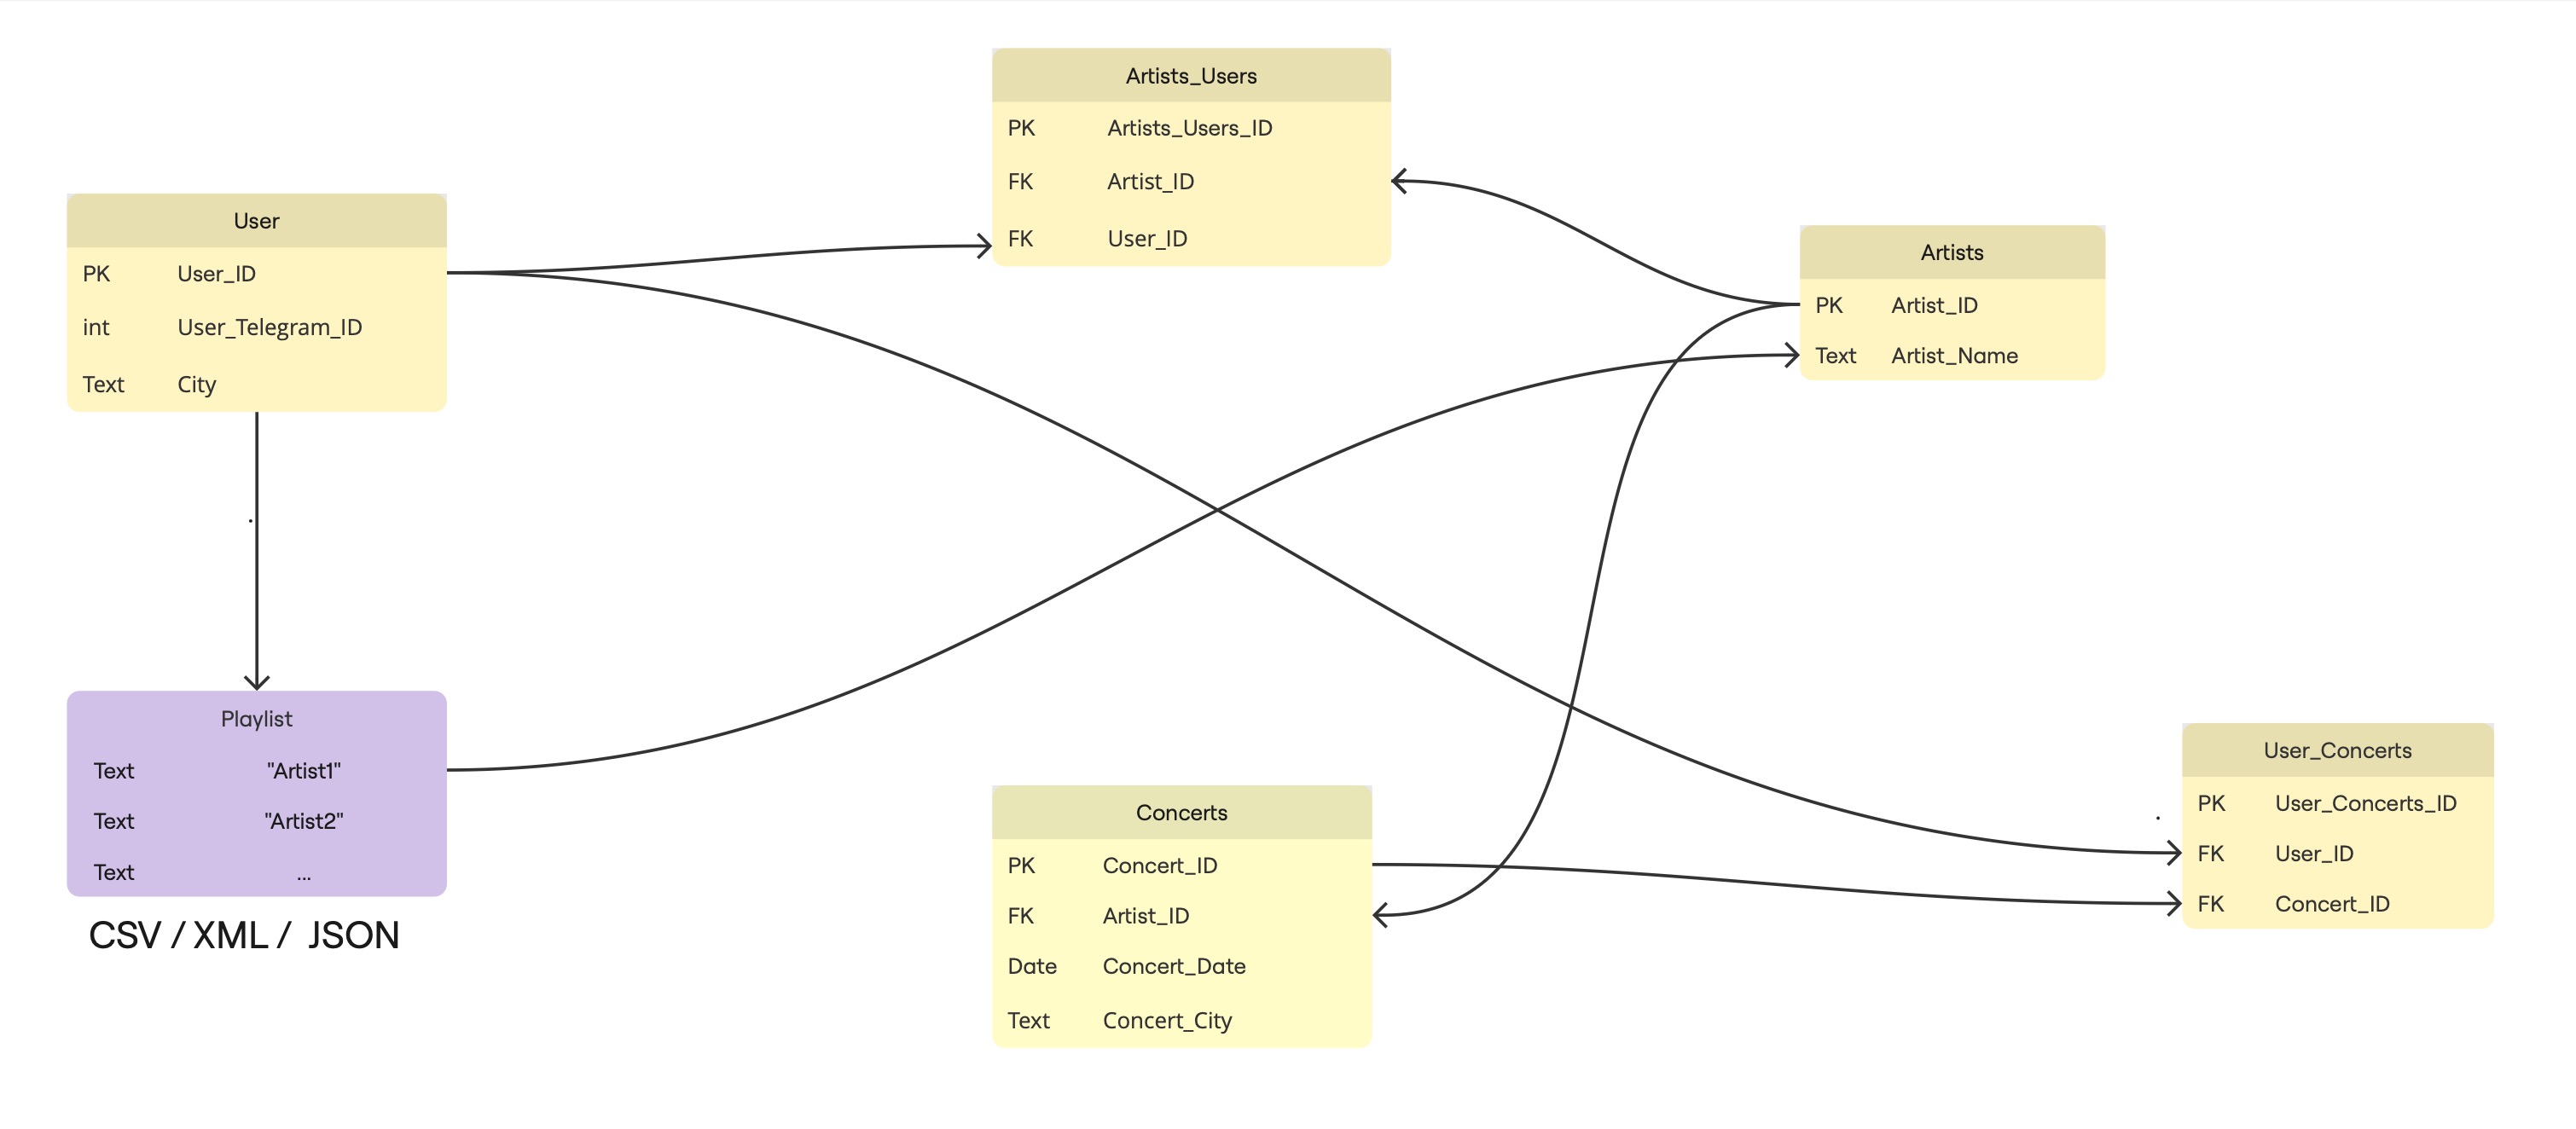 Artists_Users
PK Artists_Users_ID
FK Artist_ID
FK User_ID
User
PK User_ID
int User_Telegram_ID
Text City
Artists
PK Artist_ID
Text Artist_Name
Playlist
Text "Artist1"
Text "Artist2"
Text ...
CSV / XML / JSON
Concerts
PK Concert_ID
FK Artist_ID
Date Concert_Date
Text Concert_City
User_Concerts
PK User_Concerts_ID
FK User_ID
FK Concert_ID